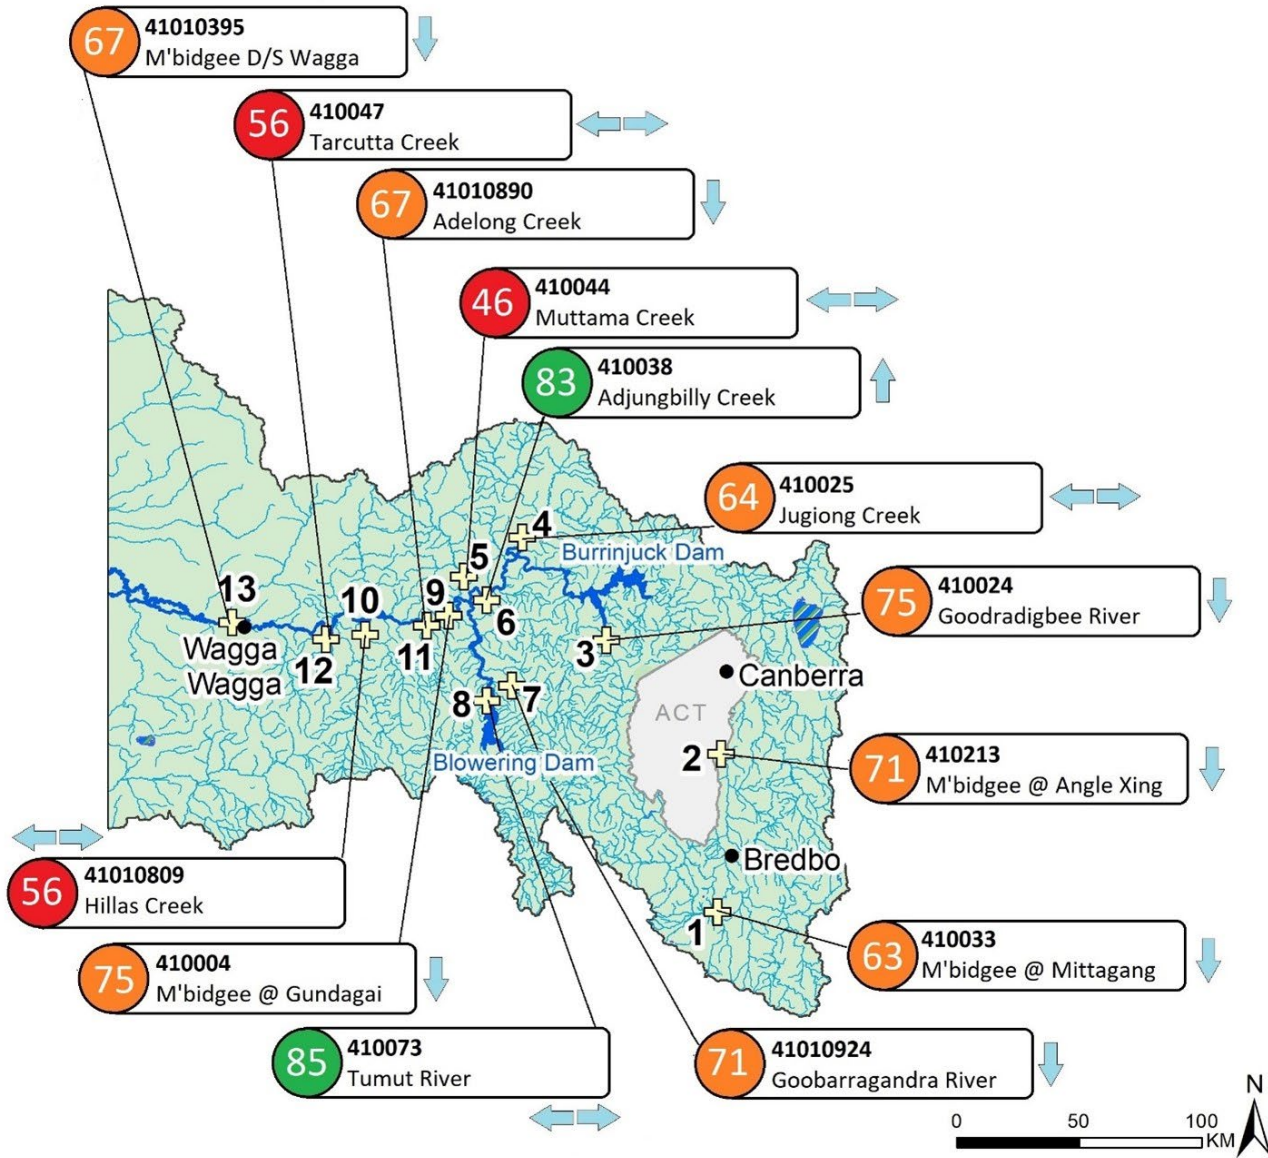 67
41010395
M'bidgee D/S Wagga
56
410047
Tarcutta Creek
67
41010890
Adelong Creek
46
410044
Muttama Creek
83
410038
Adjungbilly Creek
64
410025
Jugiong Creek
75
410024
Goodradigbee River
71
410213
M'bidgee @ Angle Xing
63
410033
M'bidgee @ Mittagang
71
41010924
Goobarragandra River
85
410073
Tumut River
75
410004
M'bidgee @ Gundagai
56
41010809
Hillas Creek
4
Burrinjuck Dam
5
13
10
9
6
Wagga
Wagga
12
11
3
Canberra
8
7
ACT
2
Blowering Dam
Bredbo
1
N
0 50 100
KM